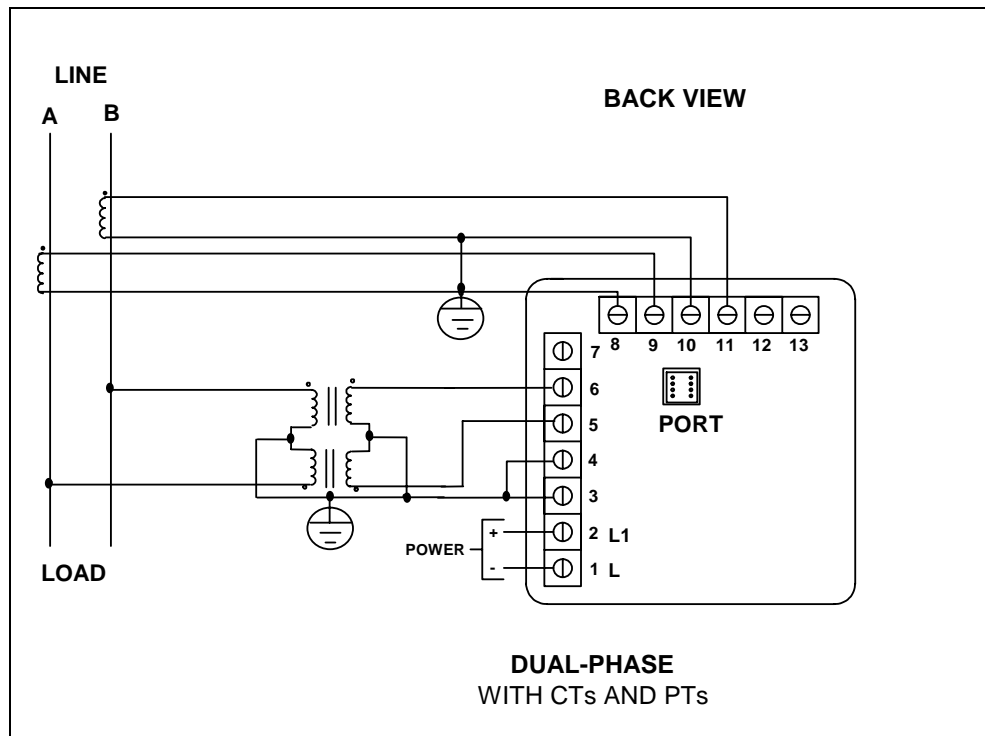 LINE
A B
BACK VIEW
8 9 10 11 12 13
7
6
5
4
3
2 L1
1 L
PORT
POWER
+
-
LOAD
DUAL-PHASE
WITH CTs AND PTs